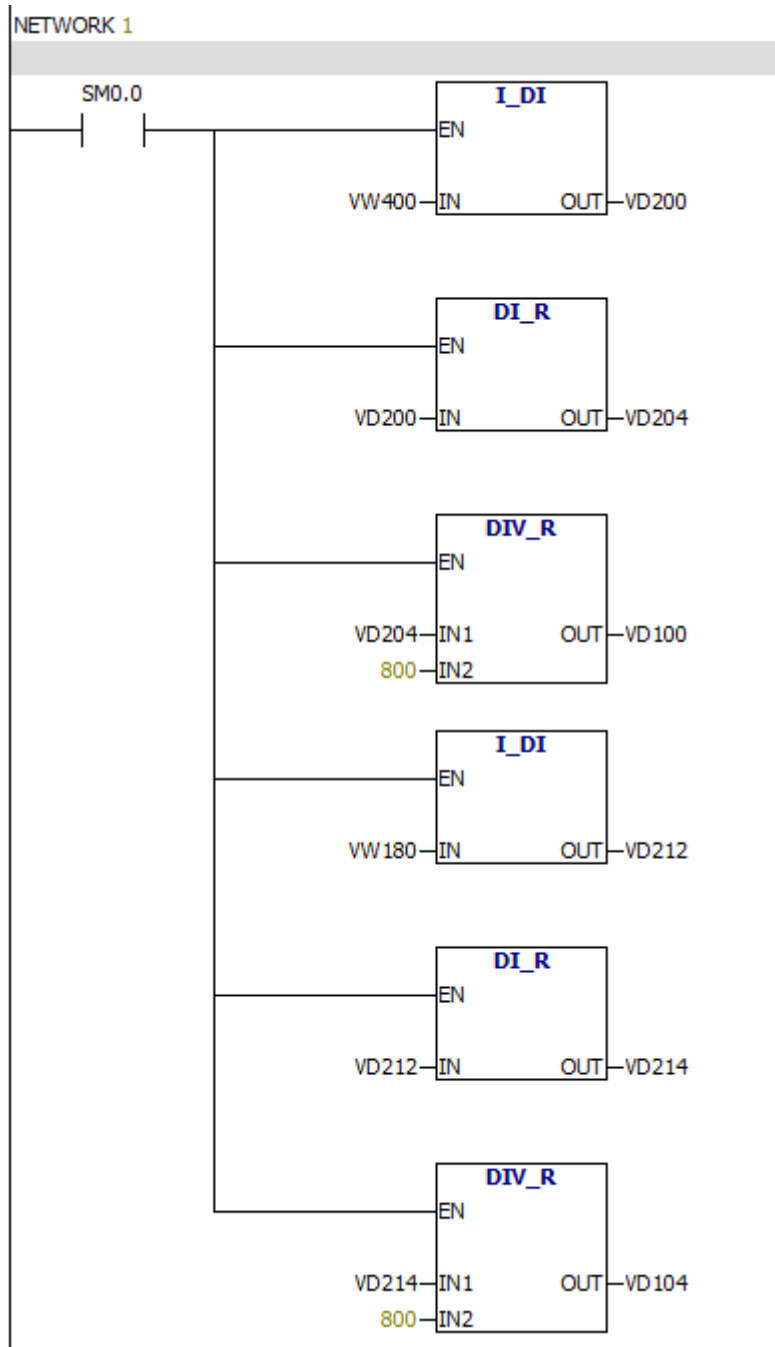 NETWORK 1
SM0.0
I_DI
EN
VW400 IN OUT VD200
DI_R
EN
VD200 IN OUT VD204
DIV_R
EN
VD204 IN1 OUT VD100
800 IN2
I_DI
EN
VW180 IN OUT VD212
DI_R
EN
VD212 IN OUT VD214
DIV_R
EN
VD214 IN1 OUT VD104
800 IN2